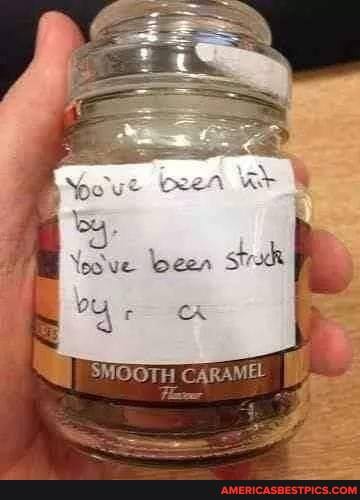 You've been hit
by.
You've been struck
by, a
SMOOTH CARAMEL
Flavour
AMERICASBESTPICS.COM